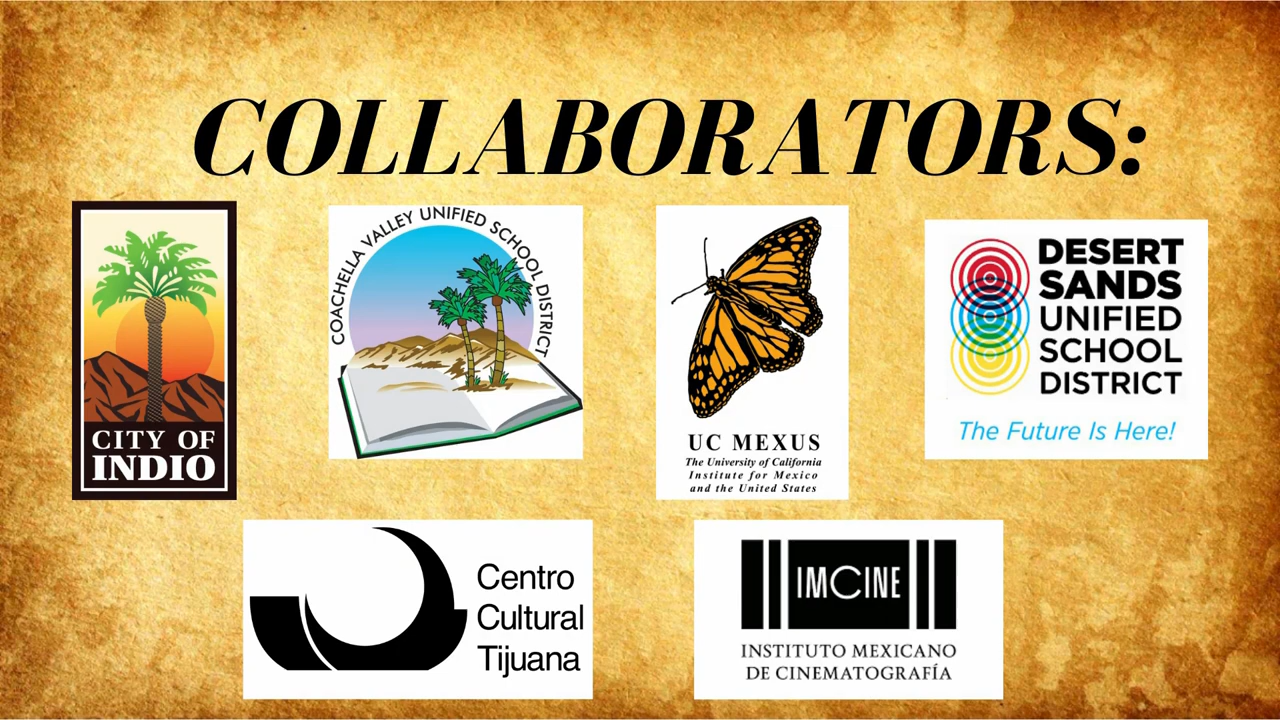 COLLABORATORS:
CITY OF
INDIO
COACHELLA VALLEY UNIFIED SCHOOL DISTRICT
UC MEXUS
The University of California
Institute for Mexico
and the United States
DESERT
SANDS
UNIFIED
SCHOOL
DISTRICT
The Future Is Here!
Centro
Cultural
Tijuana
IMCINE
INSTITUTO MEXICANO
DE CINEMATOGRAFÍA